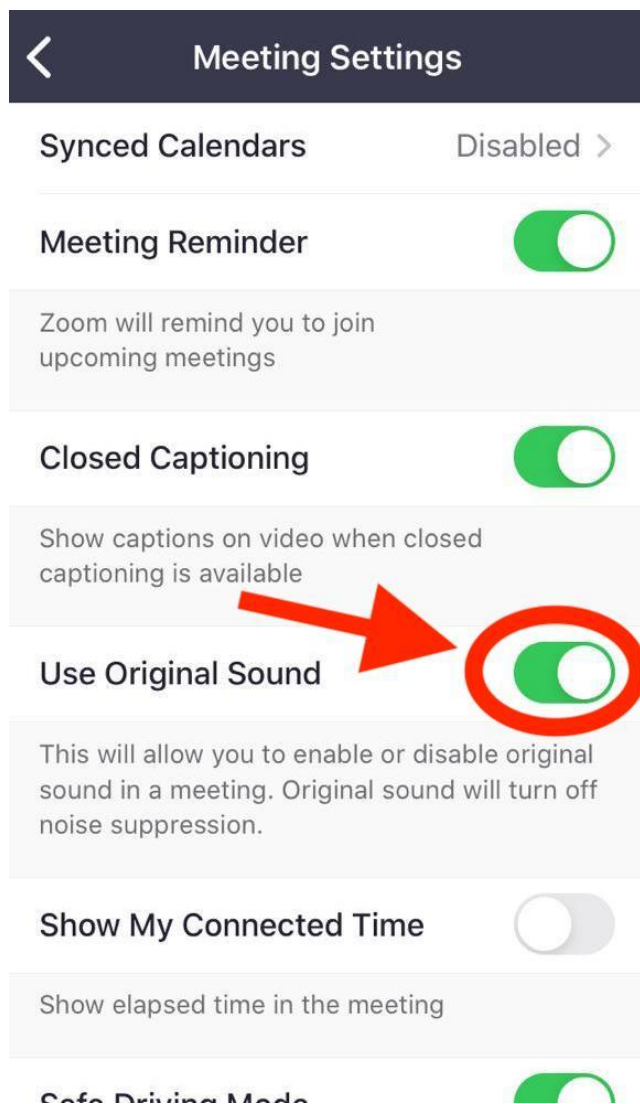 Meeting Settings
Synced Calendars Disabled
Meeting Reminder
Zoom will remind you to join
upcoming meetings
Closed Captioning
Show captions on video when closed
captioning is available
Use Original Sound
This will allow you to enable or disable original
sound in a meeting. Original sound will turn off
noise suppression.
Show My Connected Time
Show elapsed time in the meeting
Safe Driving Mode